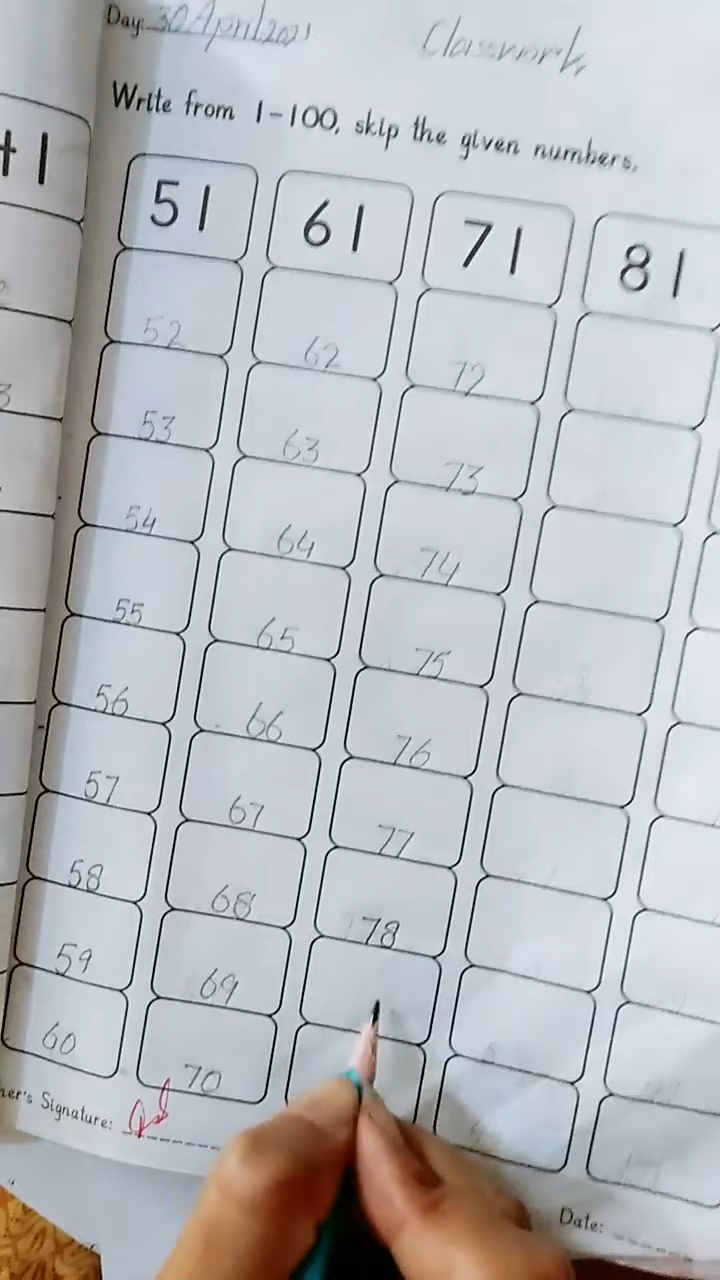 Day: 30 April 2021 Classwork
Write from 1-100, skip the given numbers.
51 61 71 81
52 62 72
53 63 73
54 64 74
55 65 75
56 66 76
57 67 77
58 68 78
59 69
60 70
Signature:
Date: